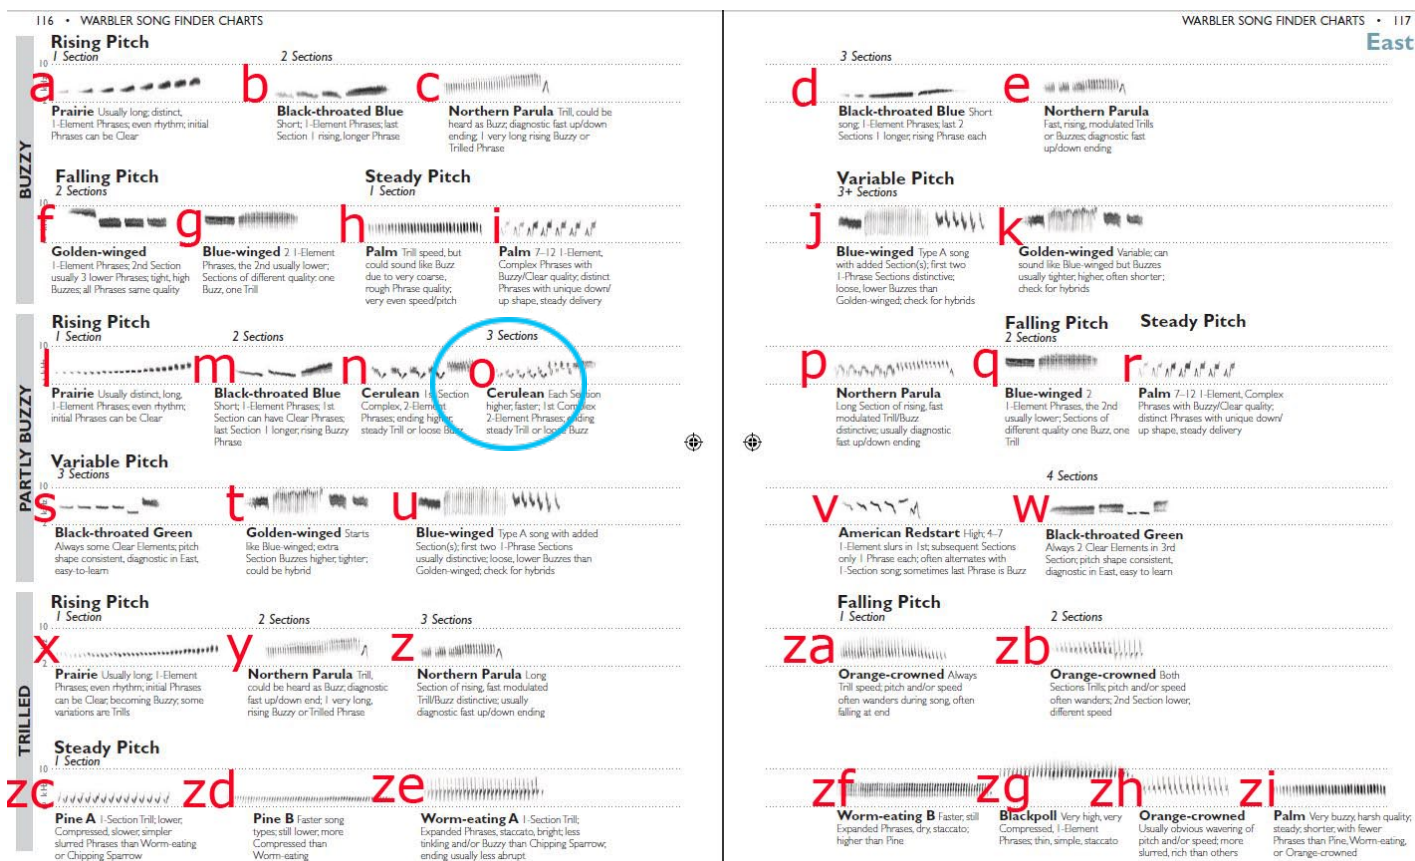 116 • WARBLER SONG FINDER CHARTS
WARBLER SONG FINDER CHARTS • 117
East
BUZZY
Rising Pitch
1 Section
2 Sections
3 Sections
a
b
c
d
e
Prairie Usually long; distinct,
1-Element Phrases; even rhythm; initial
Phrases can be Clear
Black-throated Blue
Short; 1-Element Phrases; last
Section 1 rising, longer Phrase
Northern Parula Trill, could be
heard as Buzz; diagnostic fast up/down
ending; 1 very long rising Buzzy or
Trilled Phrase
Black-throated Blue Short
song; 1-Element Phrases; last 2
Sections 1 longer, rising Phrase each
Northern Parula
Fast, rising, modulated Trills
or Buzzes; diagnostic fast
up/down ending
Falling Pitch
2 Sections
Steady Pitch
1 Section
Variable Pitch
3+ Sections
f
g
h
i
j
k
Golden-winged
1-Element Phrases; 2nd Section
usually 3 lower Phrases; tight, high
Buzzes; all Phrases same quality
Blue-winged 2 1-Element
Phrases, the 2nd usually lower;
Sections of different quality: one
Buzz, one Trill
Palm Trill speed, but
could sound like Buzz
due to very coarse,
rough Phrase quality;
very even speed/pitch
Palm 7–12 1-Element,
Complex Phrases with
Buzzy/Clear quality; distinct
Phrases with unique down/
up shape, steady delivery
Blue-winged Type A song
with added Section(s); first two
1-Phrase Sections distinctive;
loose, lower Buzzes than
Golden-winged; check for hybrids
Golden-winged Variable; can
sound like Blue-winged but Buzzes
usually tighter; higher, often shorter;
check for hybrids
PARTLY BUZZY
Rising Pitch
1 Section
2 Sections
3 Sections
Falling Pitch
2 Sections
Steady Pitch
l
m
n
o
p
q
r
Prairie Usually distinct, long,
1-Element Phrases; even rhythm;
initial Phrases can be Clear
Black-throated Blue
Short; 1-Element Phrases; 1st
Section can have Clear Phrases;
last Section 1 longer; rising Buzzy
Phrase
Cerulean 1st Section
Complex, 2-Element
Phrases; ending higher,
steady Trill or loose Buzz
Cerulean Each Section
higher, faster; 1st Complex
2-Element Phrases; ending
steady Trill or loose Buzz
Northern Parula
Long Section of rising, fast
modulated Trill/Buzz
distinctive; usually diagnostic
fast up/down ending
Blue-winged 2
1-Element Phrases, the 2nd
usually lower; Sections of
different quality one Buzz, one
Trill
Palm 7–12 1-Element, Complex
Phrases with Buzzy/Clear quality;
distinct Phrases with unique down/
up shape, steady delivery
Variable Pitch
3 Sections
4 Sections
s
t
u
v
w
Black-throated Green
Always some Clear Elements; pitch
shape consistent, diagnostic in East,
easy-to-learn
Golden-winged Starts
like Blue-winged; extra
Section Buzzes higher, tighter;
could be hybrid
Blue-winged Type A song with added
Section(s); first two 1-Phrase Sections
usually distinctive; loose, lower Buzzes than
Golden-winged; check for hybrids
American Redstart High; 4–7
1-Element slurs in 1st; subsequent Sections
only 1 Phrase each; often alternates with
1-Section song; sometimes last Phrase is Buzz
Black-throated Green
Always 2 Clear Elements in 3rd
Section; pitch shape consistent,
diagnostic in East, easy to learn
TRILLED
Rising Pitch
1 Section
2 Sections
3 Sections
Falling Pitch
1 Section
2 Sections
x
y
z
za
zb
Prairie Usually long; 1-Element
Phrases; even rhythm; initial Phrases
can be Clear, becoming Buzzy; some
variations are Trills
Northern Parula Trill,
could be heard as Buzz; diagnostic
fast up/down end; 1 very long,
rising Buzzy or Trilled Phrase
Northern Parula Long
Section of rising, fast modulated
Trill/Buzz distinctive; usually
diagnostic fast up/down ending
Orange-crowned Always
Trill speed; pitch and/or speed
often wanders during song, often
falling at end
Orange-crowned Both
Sections Trills; pitch and/or speed
often wanders; 2nd Section lower,
different speed
Steady Pitch
1 Section
zc
zd
ze
zf
zg
zh
zi
Pine A 1-Section Trill; lower,
Compressed, slower, simpler
slurred Phrases than Worm-eating
or Chipping Sparrow
Pine B Faster song
types; still lower, more
Compressed than
Worm-eating
Worm-eating A 1-Section Trill;
Expanded Phrases, staccato, bright; less
tinkling and/or Buzzy than Chipping Sparrow;
ending usually less abrupt
Worm-eating B Faster, still
Expanded Phrases, dry, staccato;
higher than Pine
Blackpoll Very high, very
Compressed, 1-Element
Phrases; thin, simple, staccato
Orange-crowned
Usually obvious wavering of
pitch and/or speed; more
slurred, rich than others
Palm Very buzzy, harsh quality;
steady; shorter, with fewer
Phrases than Pine, Worm-eating,
or Orange-crowned